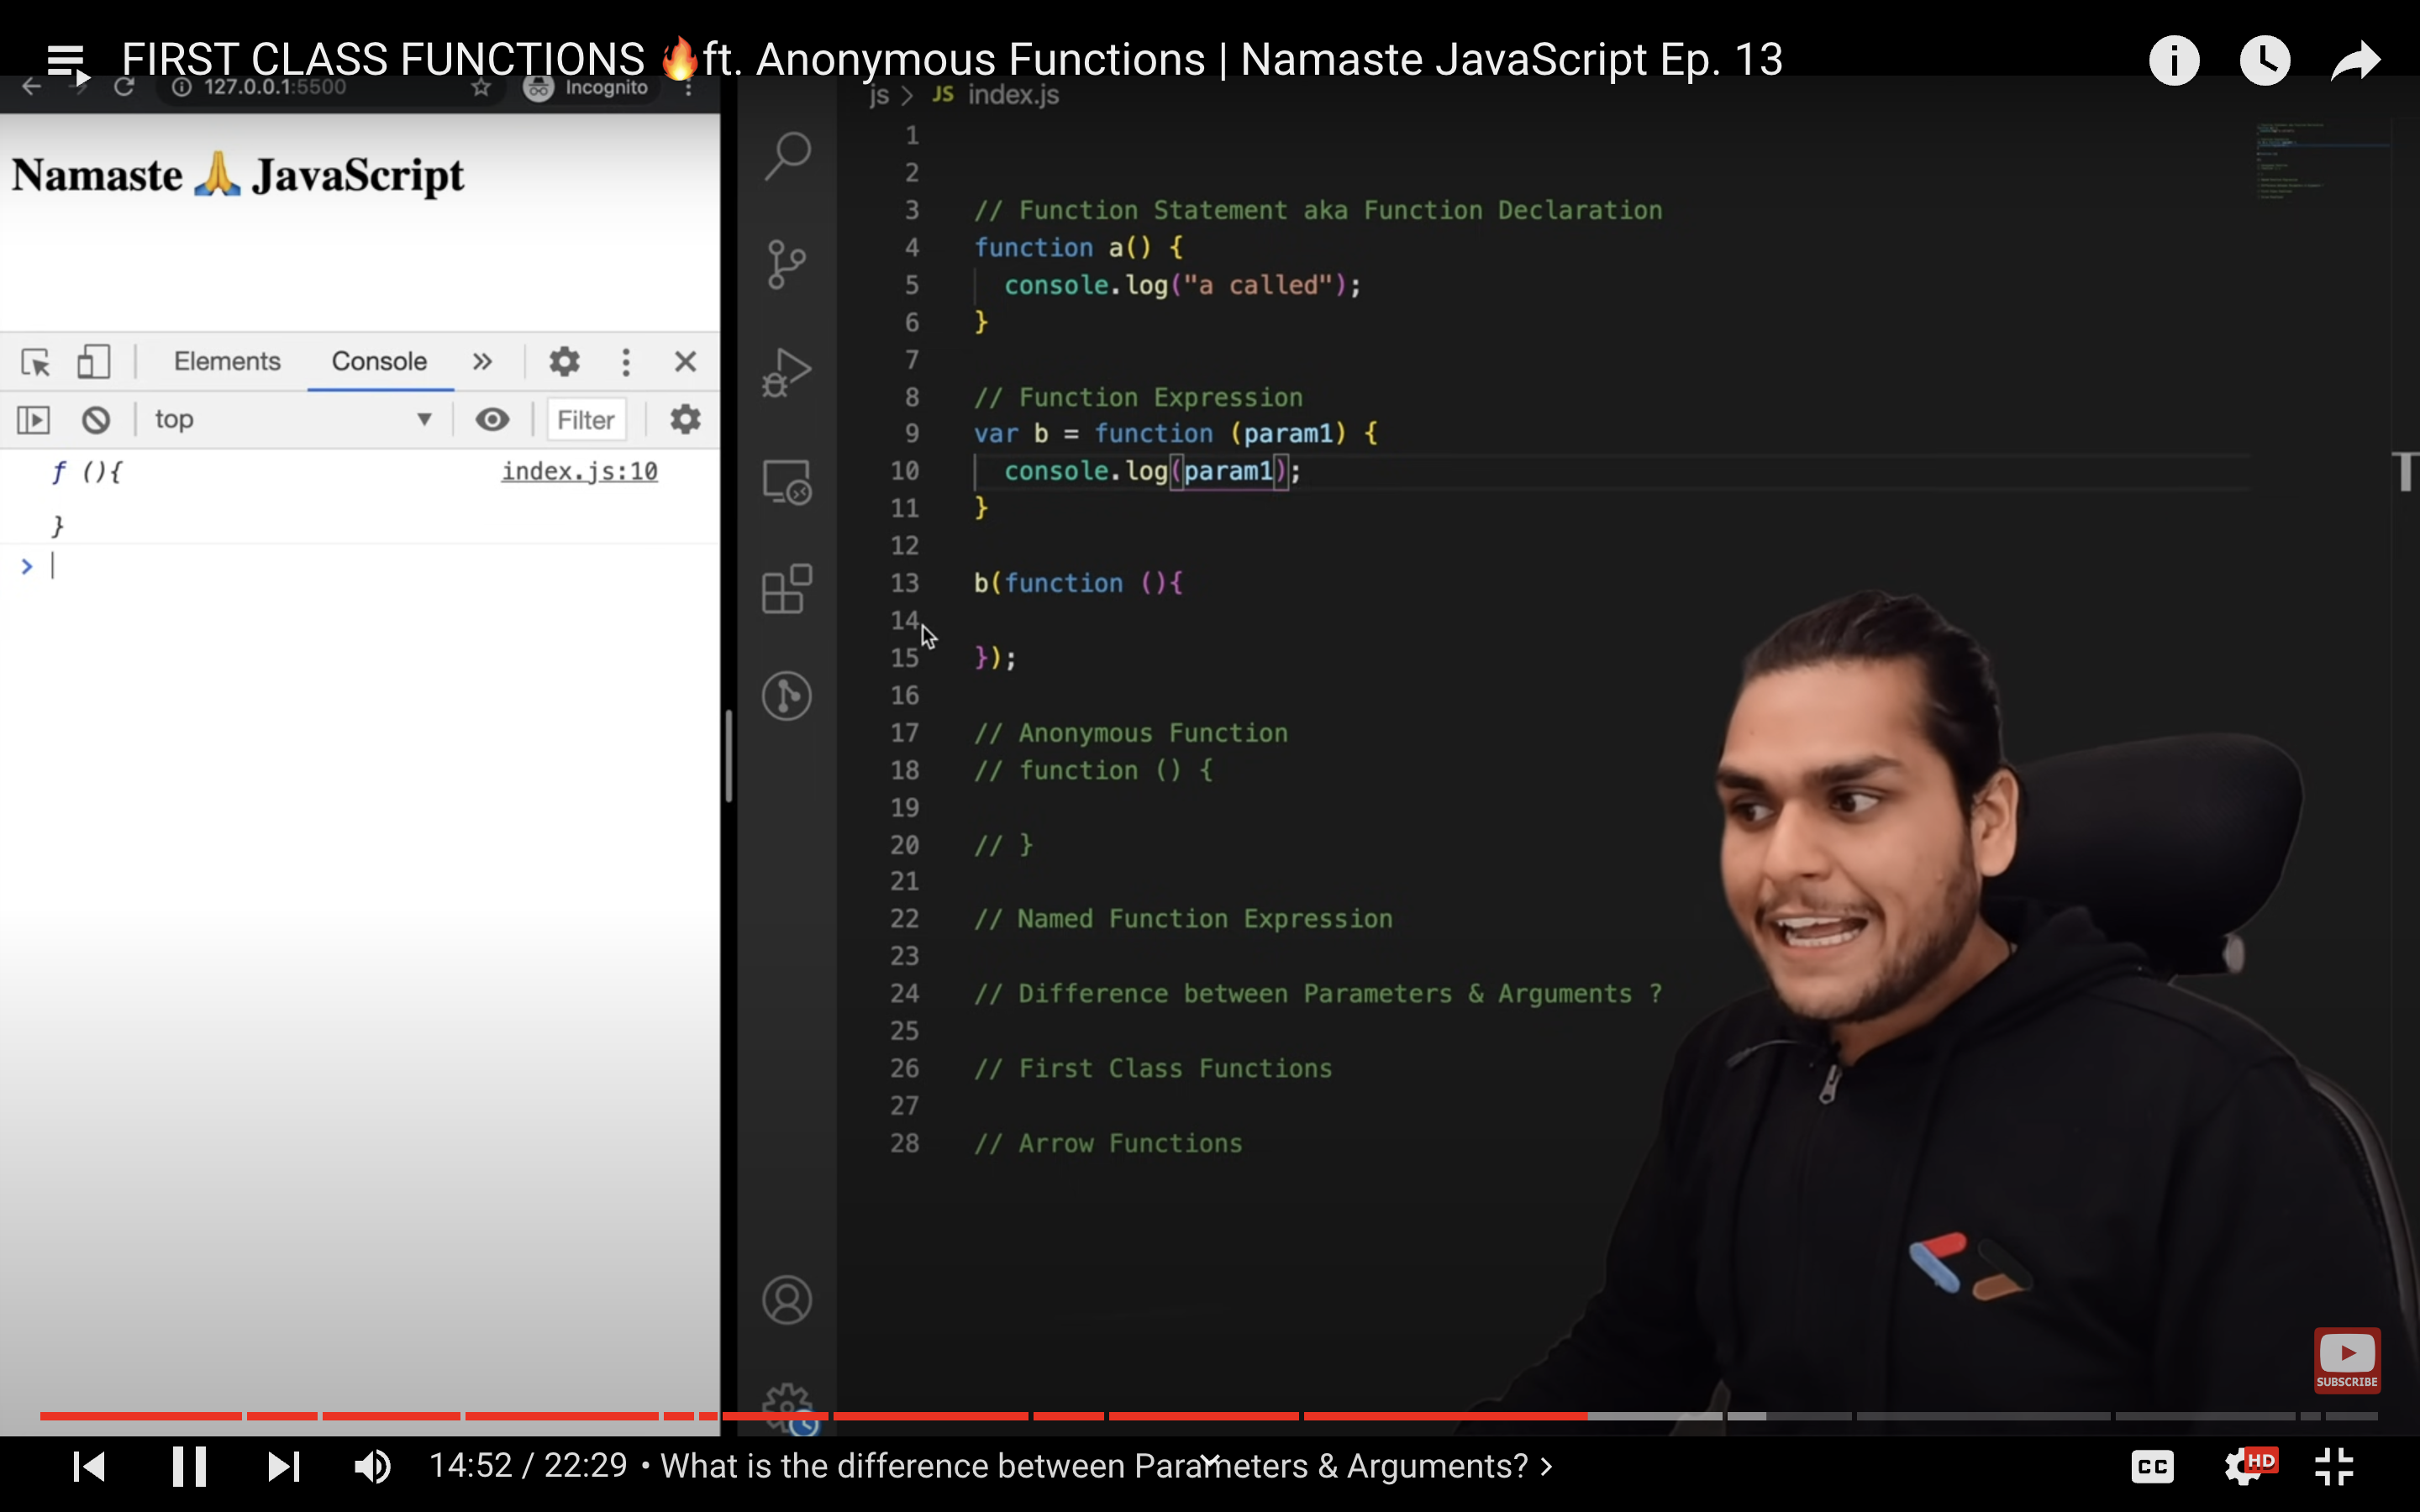 FIRST CLASS FUNCTIONS 🔥ft. Anonymous Functions | Namaste JavaScript Ep. 13
127.0.0.1:5500
Incognito
Namaste 🙏 JavaScript
Elements
Console
top
Filter
ƒ (){
index.js:10
}
>
js > JS index.js
1
2
3 // Function Statement aka Function Declaration
4 function a() {
5 console.log("a called");
6 }
7
8 // Function Expression
9 var b = function (param1) {
10 console.log(param1);
11 }
12
13 b(function (){
14
15 });
16
17 // Anonymous Function
18 // function () {
19
20 // }
21
22 // Named Function Expression
23
24 // Difference between Parameters & Arguments ?
25
26 // First Class Functions
27
28 // Arrow Functions
T
SUBSCRIBE
14:52 / 22:29 • What is the difference between Parameters & Arguments? >
CC
HD